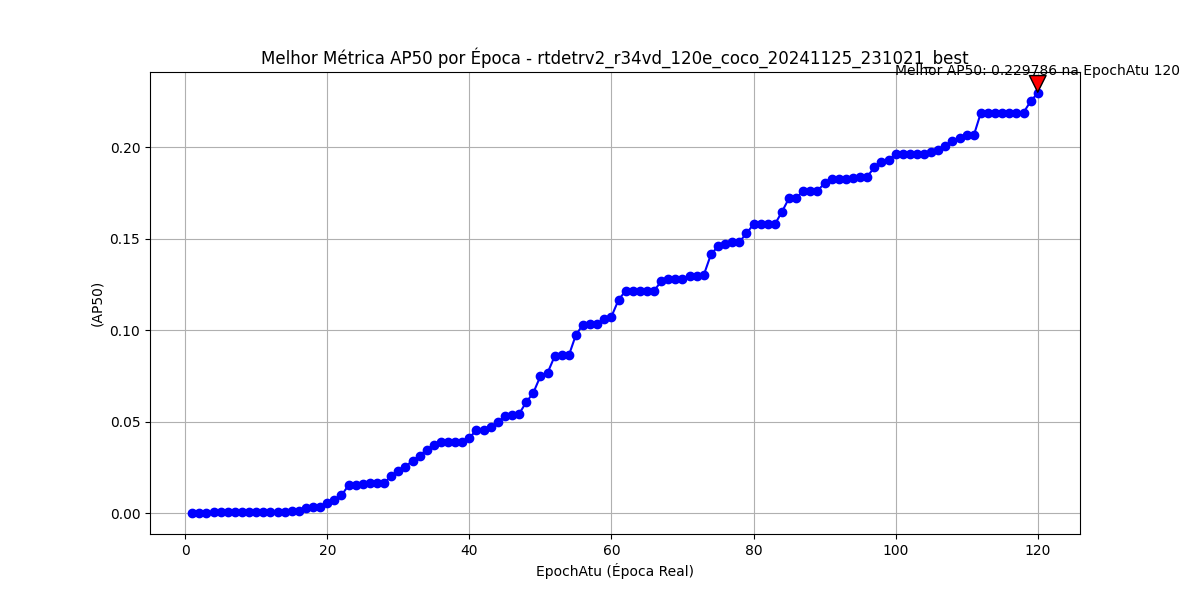 Melhor Métrica AP50 por Época - rtdetrv2_r34vd_120e_coco_20241125_231021_best
Melhor AP50: 0.229786 na EpochAtu 120
0.20
0.15
0.10
0.05
0.00
(AP50)
0 20 40 60 80 100 120
EpochAtu (Época Real)